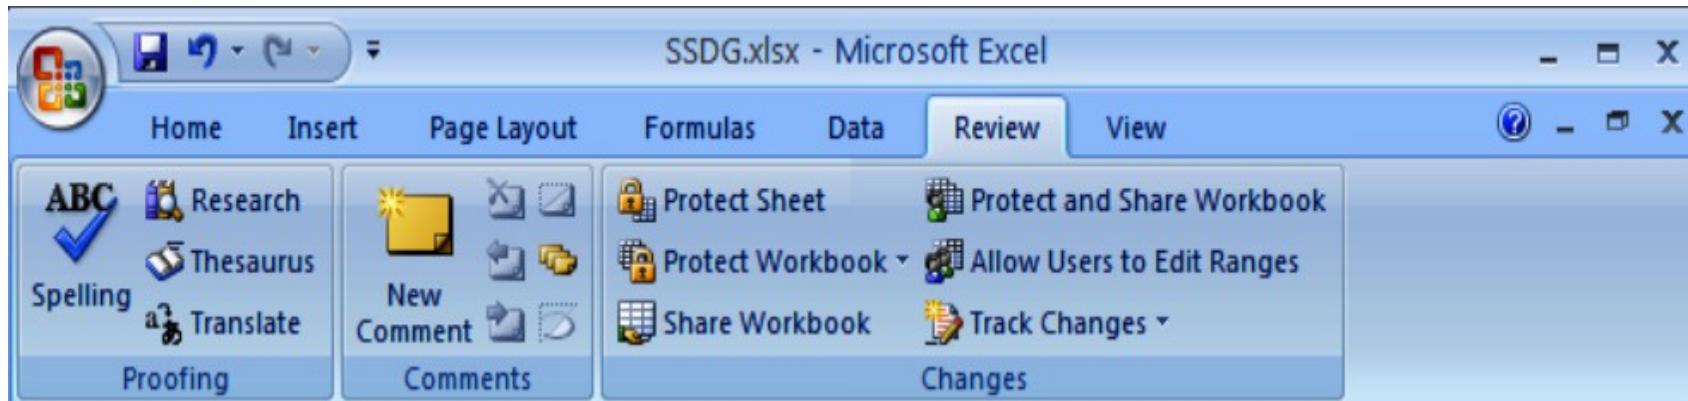 SSDG.xlsx - Microsoft Excel
Home Insert Page Layout Formulas Data Review View
ABC
Spelling
Research
Thesaurus
Translate
Proofing
New
Comment
Comments
Protect Sheet
Protect Workbook
Share Workbook
Protect and Share Workbook
Allow Users to Edit Ranges
Track Changes
Changes